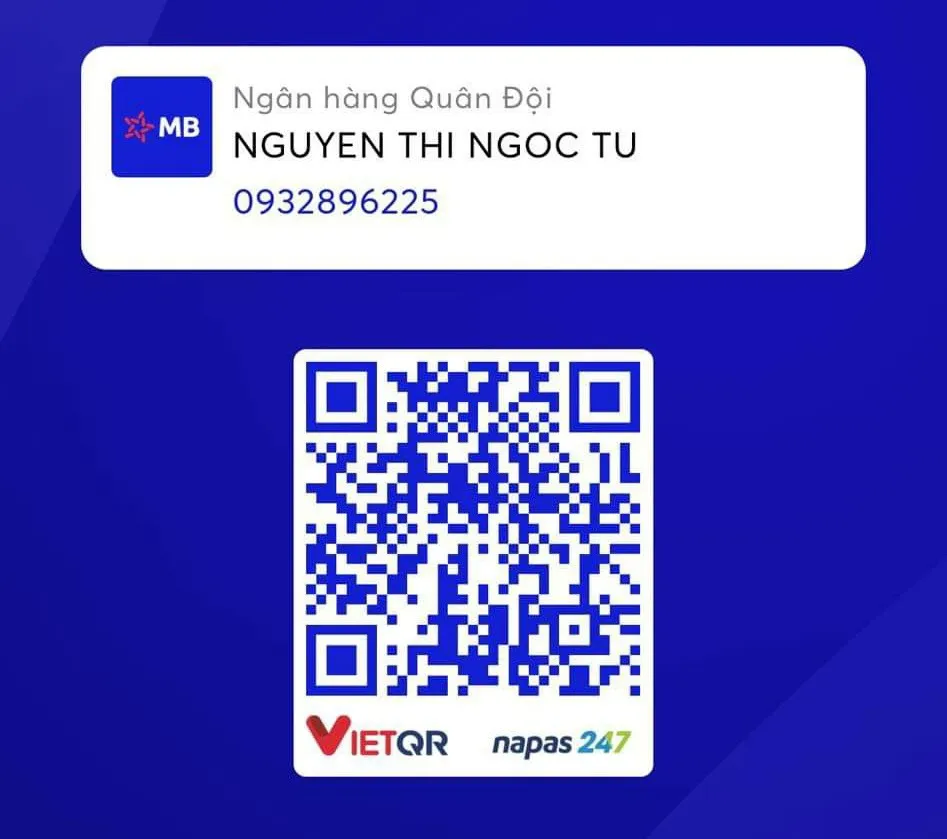 MB
Ngân hàng Quân Đội
NGUYEN THI NGOC TU
0932896225
VIETQR
napas 247